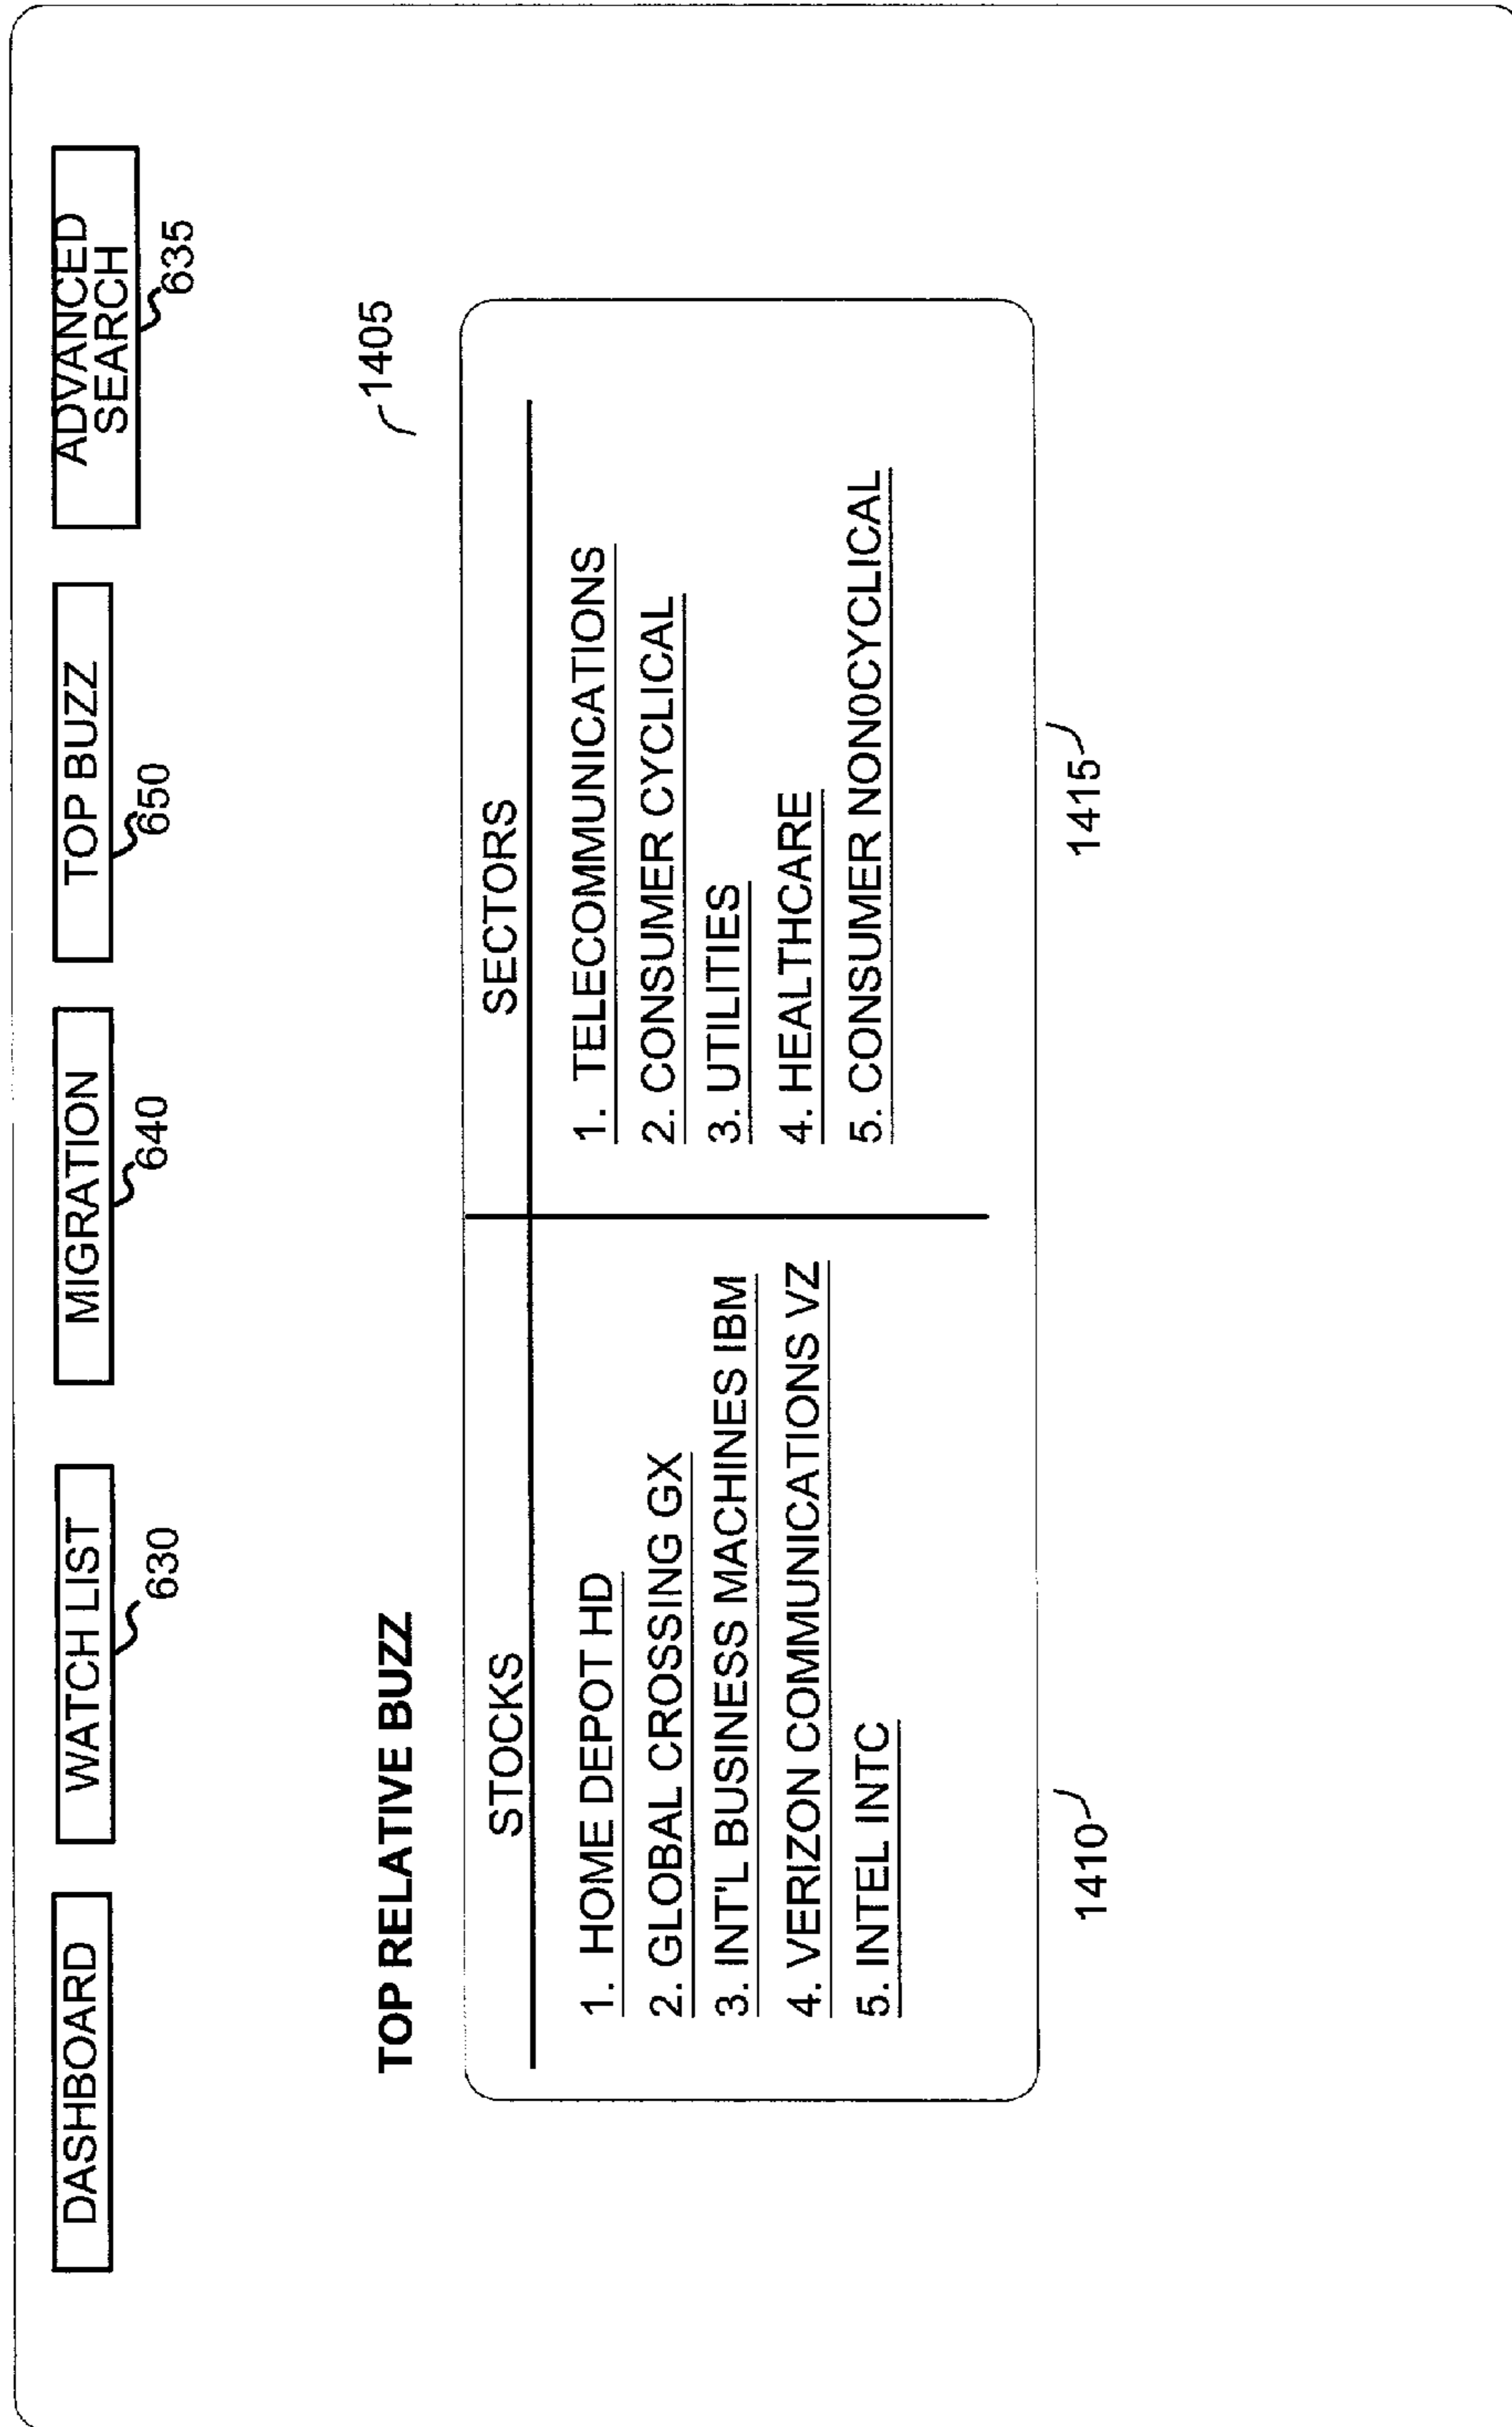 DASHBOARD
WATCH LIST
630
MIGRATION
640
TOP BUZZ
650
ADVANCED
SEARCH
635
TOP RELATIVE BUZZ
1405
STOCKS
1. HOME DEPOT HD
2. GLOBAL CROSSING GX
3. INT'L BUSINESS MACHINES IBM
4. VERIZON COMMUNICATIONS VZ
5. INTEL INTC
1410
SECTORS
1. TELECOMMUNICATIONS
2. CONSUMER CYCLICAL
3. UTILITIES
4. HEALTHCARE
5. CONSUMER NON0CYCLICAL
1415